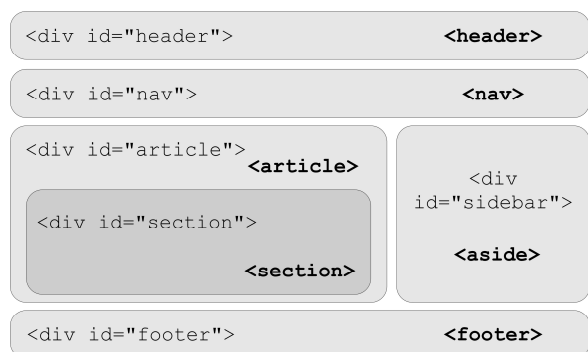 <div id="header"> <header>
<div id="nav"> <nav>
<div id="article">
<article>
<div id="section">
<section>
<div
id="sidebar">
<aside>
<div id="footer"> <footer>